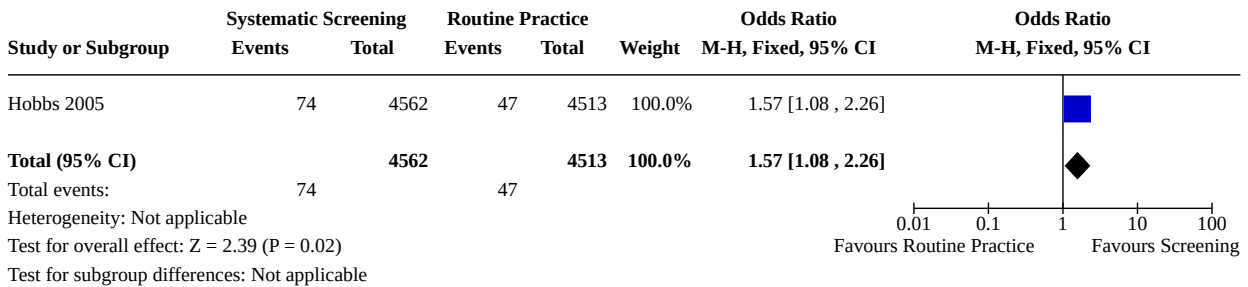 Systematic Screening Routine Practice Odds Ratio Odds Ratio
Study or Subgroup Events Total Events Total Weight M-H, Fixed, 95% CI M-H, Fixed, 95% CI
Hobbs 2005 74 4562 47 4513 100.0% 1.57 [1.08 , 2.26]
Total (95% CI) 4562 4513 100.0% 1.57 [1.08 , 2.26]
Total events: 74 47
Heterogeneity: Not applicable
0.01 0.1 1 10 100
Test for overall effect: Z = 2.39 (P = 0.02) Favours Routine Practice Favours Screening
Test for subgroup differences: Not applicable